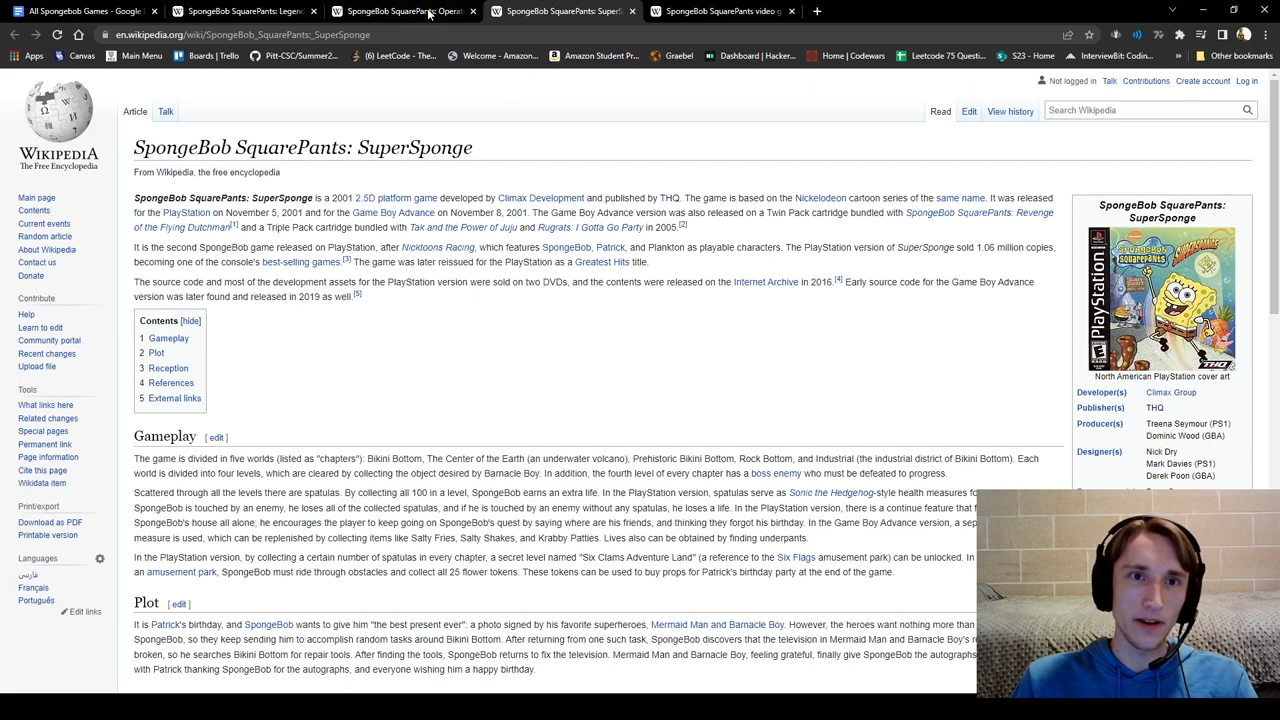 All Spongebob Games - Google
SpongeBob SquarePants: Legend
SpongeBob SquarePants: Operat
SpongeBob SquarePants: SuperS
SpongeBob SquarePants video g
en.wikipedia.org/wiki/SpongeBob_SquarePants:_SuperSponge
Apps
Canvas
Main Menu
Boards | Trello
Pitt-CSC/Summer2...
(6) LeetCode - The...
Welcome - Amazon...
Amazon Student Pr...
Graebel
Dashboard | Hacker...
Home | Codewars
Leetcode 75 Questi...
S23 - Home
InterviewBit: Codin...
Other bookmarks
Not logged in Talk Contributions Create account Log in
Article Talk
Read Edit View history
Search Wikipedia
WIKIPEDIA
The Free Encyclopedia
Main page
Contents
Current events
Random article
About Wikipedia
Contact us
Donate
Contribute
Help
Learn to edit
Community portal
Recent changes
Upload file
Tools
What links here
Related changes
Special pages
Permanent link
Page information
Cite this page
Wikidata item
Print/export
Download as PDF
Printable version
Languages
فارسی
Français
Português
Edit links
SpongeBob SquarePants: SuperSponge
From Wikipedia, the free encyclopedia
SpongeBob SquarePants: SuperSponge is a 2001 2.5D platform game developed by Climax Development and published by THQ. The game is based on the Nickelodeon cartoon series of the same name. It was released
for the PlayStation on November 5, 2001 and for the Game Boy Advance on November 8, 2001. The Game Boy Advance version was also released on a Twin Pack cartridge bundled with SpongeBob SquarePants: Revenge
of the Flying Dutchman[1] and a Triple Pack cartridge bundled with Tak and the Power of Juju and Rugrats: I Gotta Go Party in 2005.[2]
It is the second SpongeBob game released on PlayStation, after Nicktoons Racing, which features SpongeBob, Patrick, and Plankton as playable characters. The PlayStation version of SuperSponge sold 1.06 million copies,
becoming one of the console's best-selling games.[3] The game was later reissued for the PlayStation as a Greatest Hits title.
The source code and most of the development assets for the PlayStation version were sold on two DVDs, and the contents were released on the Internet Archive in 2016.[4] Early source code for the Game Boy Advance
version was later found and released in 2019 as well.[5]
Contents [hide]
1 Gameplay
2 Plot
3 Reception
4 References
5 External links
Gameplay [ edit ]
The game is divided in five worlds (listed as "chapters"): Bikini Bottom, The Center of the Earth (an underwater volcano), Prehistoric Bikini Bottom, Rock Bottom, and Industrial (the industrial district of Bikini Bottom). Each
world is divided into four levels, which are cleared by collecting the object desired by Barnacle Boy. In addition, the fourth level of every chapter has a boss enemy who must be defeated to progress.
Scattered through all the levels there are spatulas. By collecting all 100 in a level, SpongeBob earns an extra life. In the PlayStation version, spatulas serve as Sonic the Hedgehog-style health measures fo
SpongeBob is touched by an enemy, he loses all of the collected spatulas, and if he is touched by an enemy without any spatulas, he loses a life. In the PlayStation version, there is a continue feature that f
SpongeBob's house all alone; he encourages the player to keep going on SpongeBob's quest by saying where are his friends, and thinking they forgot his birthday. In the Game Boy Advance version, a sep
measure is used, which can be replenished by collecting items like Salty Fries, Salty Shakes, and Krabby Patties. Lives also can be obtained by finding underpants.
In the PlayStation version, by collecting a certain number of spatulas in every chapter, a secret level named "Six Clams Adventure Land" (a reference to the Six Flags amusement park) can be unlocked. In
an amusement park, SpongeBob must ride through obstacles and collect all 25 flower tokens. These tokens can be used to buy props for Patrick's birthday party at the end of the game.
Plot [ edit ]
It is Patrick's birthday, and SpongeBob wants to give him "the best present ever": a photo signed by his favorite superheroes, Mermaid Man and Barnacle Boy. However, the heroes want nothing more than
SpongeBob, so they keep sending him to accomplish random tasks around Bikini Bottom. After returning from one such task, SpongeBob discovers that the television in Mermaid Man and Barnacle Boy's r
broken, so he searches Bikini Bottom for repair tools. After finding the tools, SpongeBob returns to fix the television. Mermaid Man and Barnacle Boy, feeling grateful, finally give SpongeBob the autographs
with Patrick thanking SpongeBob for the autographs, and everyone wishing him a happy birthday.
SpongeBob SquarePants:
SuperSponge
PlayStation
SpongeBob
SquarePants
SuperSponge
THQ
North American PlayStation cover art
Developer(s) Climax Group
Publisher(s) THQ
Producer(s) Treena Seymour (PS1)
Dominic Wood (GBA)
Designer(s) Nick Dry
Mark Davies (PS1)
Derek Poon (GBA)